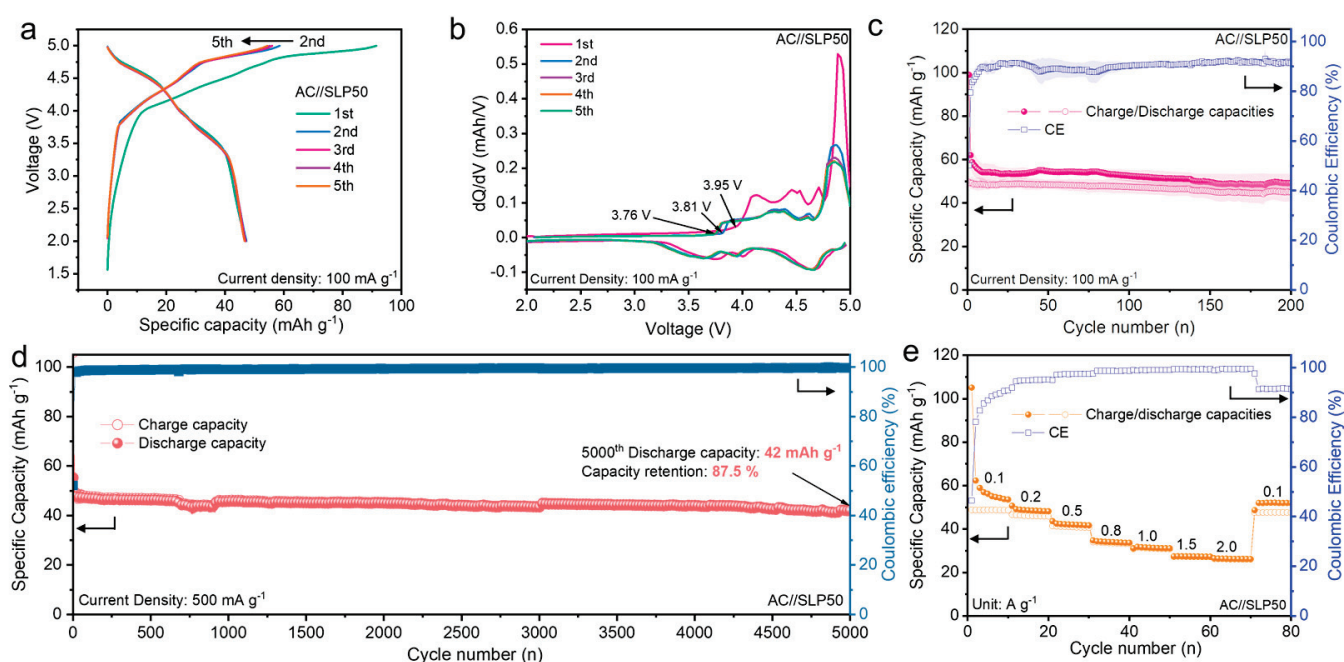 a
5.0
4.5
4.0
3.5
3.0
2.5
2.0
1.5
Voltage (V)
5th
2nd
AC//SLP50
1st
2nd
3rd
4th
5th
Current density: 100 mA g⁻¹
0
20
40
60
80
100
Specific capacity (mAh g⁻¹)
b
0.6
0.5
0.4
0.3
0.2
0.1
0.0
-0.1
dQ/dV (mAh/V)
AC//SLP50
1st
2nd
3rd
4th
5th
3.95 V
3.81 V
3.76 V
Current Density: 100 mA g⁻¹
2.0
2.5
3.0
3.5
4.0
4.5
5.0
Voltage (V)
c
120
100
80
60
40
20
0
Specific Capacity (mAh g⁻¹)
AC//SLP50
Charge/Discharge capacities
CE
Current density: 100 mA g⁻¹
100
80
60
40
20
0
Coulombic Efficiency (%)
0
50
100
150
200
Cycle number (n)
d
100
80
60
40
20
0
Specific Capacity (mAh g⁻¹)
Charge capacity
Discharge capacity
5000th Discharge capacity: 42 mAh g⁻¹
Capacity retention: 87.5 %
Current Density: 500 mA g⁻¹
AC//SLP50
100
80
60
40
20
0
Coulombic efficiency (%)
0
500
1000
1500
2000
2500
3000
3500
4000
4500
5000
Cycle number (n)
e
120
100
80
60
40
20
0
Specific Capacity (mAh g⁻¹)
Charge/discharge capacities
CE
0.1
0.2
0.5
0.8
1.0
1.5
2.0
0.1
Unit: A g⁻¹
AC//SLP50
100
80
60
40
20
0
Coulombic Efficiency (%)
0
20
40
60
80
Cycle number (n)